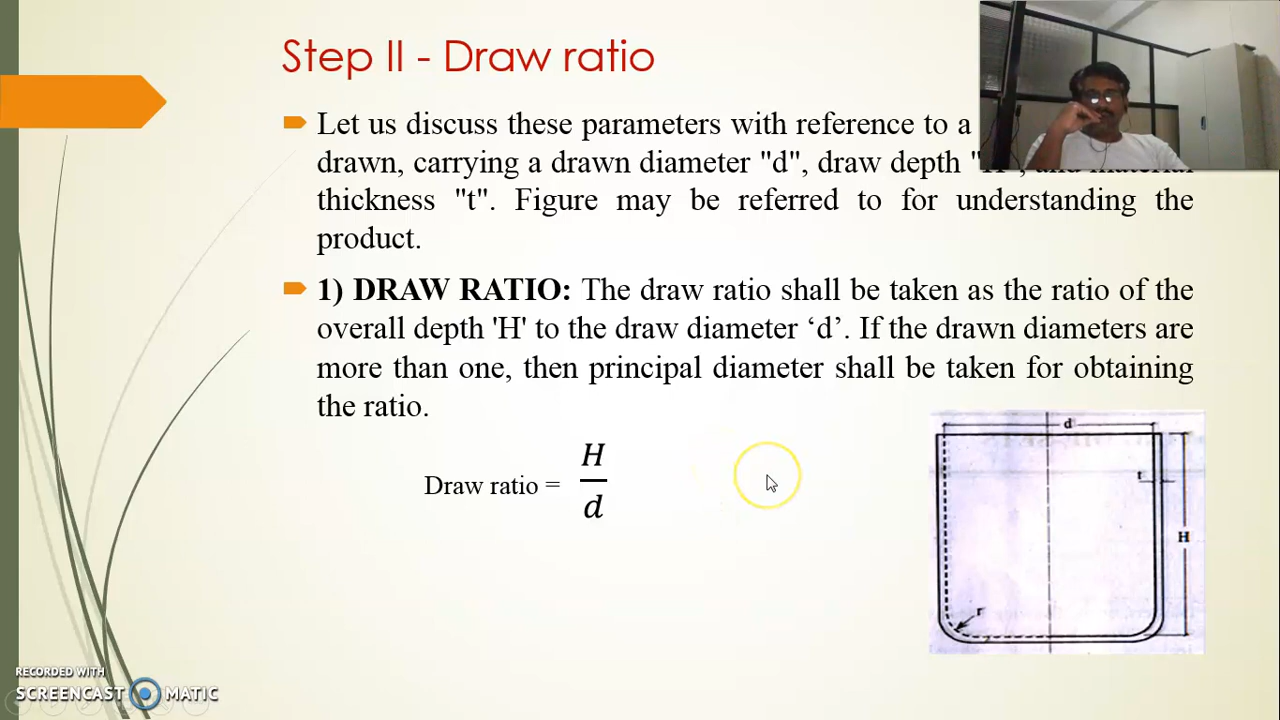 Step II - Draw ratio
Let us discuss these parameters with reference to a
drawn, carrying a drawn diameter "d", draw depth "H", and material
thickness "t". Figure may be referred to for understanding the
product.
1) DRAW RATIO: The draw ratio shall be taken as the ratio of the
overall depth 'H' to the draw diameter ‘d’. If the drawn diameters are
more than one, then principal diameter shall be taken for obtaining
the ratio.
Draw ratio = H/d
d
t
H
r
RECORDED WITH
SCREENCAST MATIC